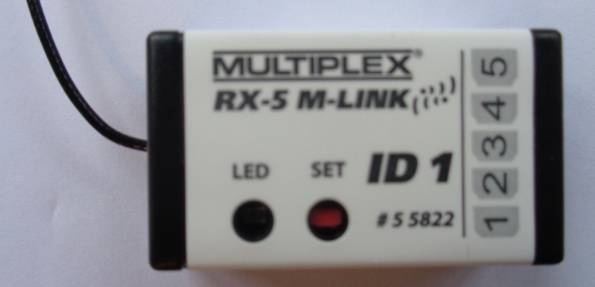 MULTIPLEX®
RX-5 M-LINK
LED SET ID 1
# 5 5822
1 2 3 4 5